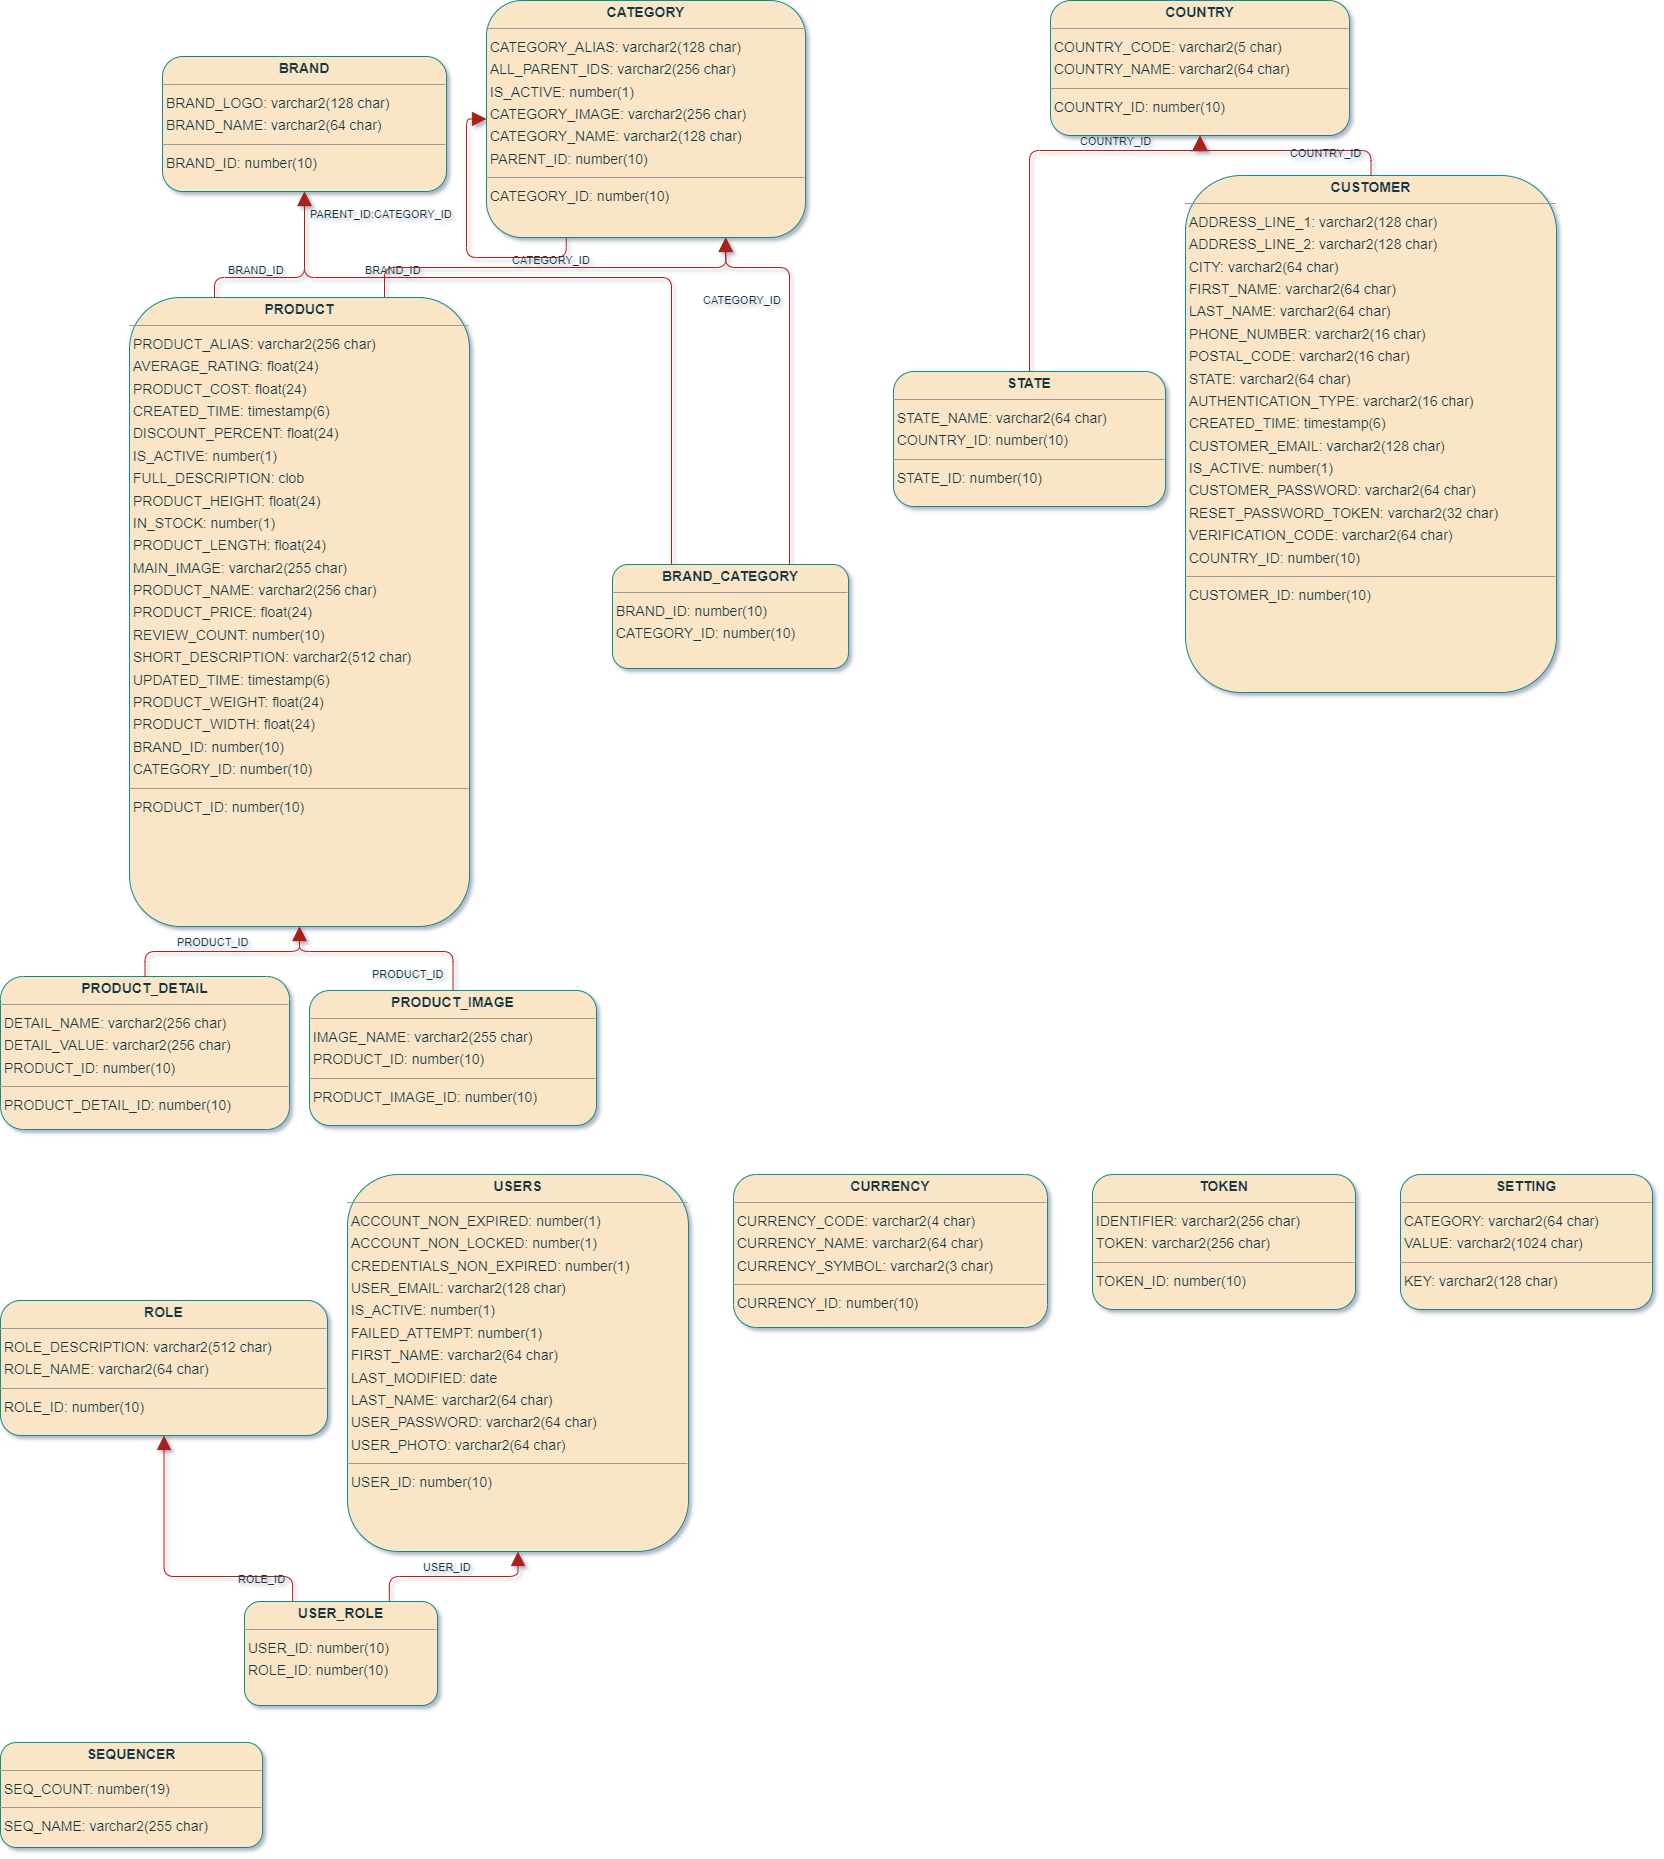 CATEGORY
CATEGORY_ALIAS: varchar2(128 char)
ALL_PARENT_IDS: varchar2(256 char)
IS_ACTIVE: number(1)
CATEGORY_IMAGE: varchar2(256 char)
CATEGORY_NAME: varchar2(128 char)
PARENT_ID: number(10)
CATEGORY_ID: number(10)
COUNTRY
COUNTRY_CODE: varchar2(5 char)
COUNTRY_NAME: varchar2(64 char)
COUNTRY_ID: number(10)
BRAND
BRAND_LOGO: varchar2(128 char)
BRAND_NAME: varchar2(64 char)
BRAND_ID: number(10)
COUNTRY_ID
COUNTRY_ID
PARENT_ID:CATEGORY_ID
CATEGORY_ID
BRAND_ID
BRAND_ID
CATEGORY_ID
CUSTOMER
ADDRESS_LINE_1: varchar2(128 char)
ADDRESS_LINE_2: varchar2(128 char)
CITY: varchar2(64 char)
FIRST_NAME: varchar2(64 char)
LAST_NAME: varchar2(64 char)
PHONE_NUMBER: varchar2(16 char)
POSTAL_CODE: varchar2(16 char)
STATE: varchar2(64 char)
AUTHENTICATION_TYPE: varchar2(16 char)
CREATED_TIME: timestamp(6)
CUSTOMER_EMAIL: varchar2(128 char)
IS_ACTIVE: number(1)
CUSTOMER_PASSWORD: varchar2(64 char)
RESET_PASSWORD_TOKEN: varchar2(32 char)
VERIFICATION_CODE: varchar2(64 char)
COUNTRY_ID: number(10)
CUSTOMER_ID: number(10)
PRODUCT
PRODUCT_ALIAS: varchar2(256 char)
AVERAGE_RATING: float(24)
PRODUCT_COST: float(24)
CREATED_TIME: timestamp(6)
DISCOUNT_PERCENT: float(24)
IS_ACTIVE: number(1)
FULL_DESCRIPTION: clob
PRODUCT_HEIGHT: float(24)
IN_STOCK: number(1)
PRODUCT_LENGTH: float(24)
MAIN_IMAGE: varchar2(255 char)
PRODUCT_NAME: varchar2(256 char)
PRODUCT_PRICE: float(24)
REVIEW_COUNT: number(10)
SHORT_DESCRIPTION: varchar2(512 char)
UPDATED_TIME: timestamp(6)
PRODUCT_WEIGHT: float(24)
PRODUCT_WIDTH: float(24)
BRAND_ID: number(10)
CATEGORY_ID: number(10)
PRODUCT_ID: number(10)
STATE
STATE_NAME: varchar2(64 char)
COUNTRY_ID: number(10)
STATE_ID: number(10)
BRAND_CATEGORY
BRAND_ID: number(10)
CATEGORY_ID: number(10)
PRODUCT_ID
PRODUCT_ID
PRODUCT_DETAIL
DETAIL_NAME: varchar2(256 char)
DETAIL_VALUE: varchar2(256 char)
PRODUCT_ID: number(10)
PRODUCT_DETAIL_ID: number(10)
PRODUCT_IMAGE
IMAGE_NAME: varchar2(255 char)
PRODUCT_ID: number(10)
PRODUCT_IMAGE_ID: number(10)
USERS
ACCOUNT_NON_EXPIRED: number(1)
ACCOUNT_NON_LOCKED: number(1)
CREDENTIALS_NON_EXPIRED: number(1)
USER_EMAIL: varchar2(128 char)
IS_ACTIVE: number(1)
FAILED_ATTEMPT: number(1)
FIRST_NAME: varchar2(64 char)
LAST_MODIFIED: date
LAST_NAME: varchar2(64 char)
USER_PASSWORD: varchar2(64 char)
USER_PHOTO: varchar2(64 char)
USER_ID: number(10)
CURRENCY
CURRENCY_CODE: varchar2(4 char)
CURRENCY_NAME: varchar2(64 char)
CURRENCY_SYMBOL: varchar2(3 char)
CURRENCY_ID: number(10)
TOKEN
IDENTIFIER: varchar2(256 char)
TOKEN: varchar2(256 char)
TOKEN_ID: number(10)
SETTING
CATEGORY: varchar2(64 char)
VALUE: varchar2(1024 char)
KEY: varchar2(128 char)
ROLE
ROLE_DESCRIPTION: varchar2(512 char)
ROLE_NAME: varchar2(64 char)
ROLE_ID: number(10)
USER_ID
ROLE_ID
USER_ROLE
USER_ID: number(10)
ROLE_ID: number(10)
SEQUENCER
SEQ_COUNT: number(19)
SEQ_NAME: varchar2(255 char)